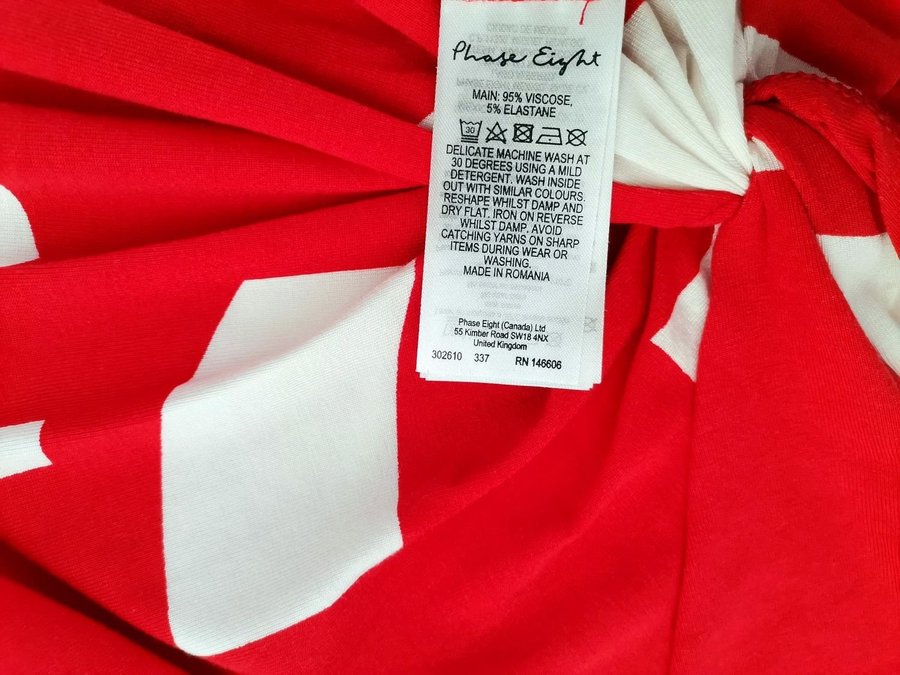 Phase Eight
MAIN: 95% VISCOSE,
5% ELASTANE
30
DELICATE MACHINE WASH AT
30 DEGREES USING A MILD
DETERGENT. WASH INSIDE
OUT WITH SIMILAR COLOURS.
RESHAPE WHILST DAMP AND
DRY FLAT. IRON ON REVERSE
WHILST DAMP. AVOID
CATCHING YARNS ON SHARP
ITEMS DURING WEAR OR
WASHING.
MADE IN ROMANIA
Phase Eight (Canada) Ltd
55 Kimber Road SW18 4NX
United Kingdom
302610 337 RN 146606